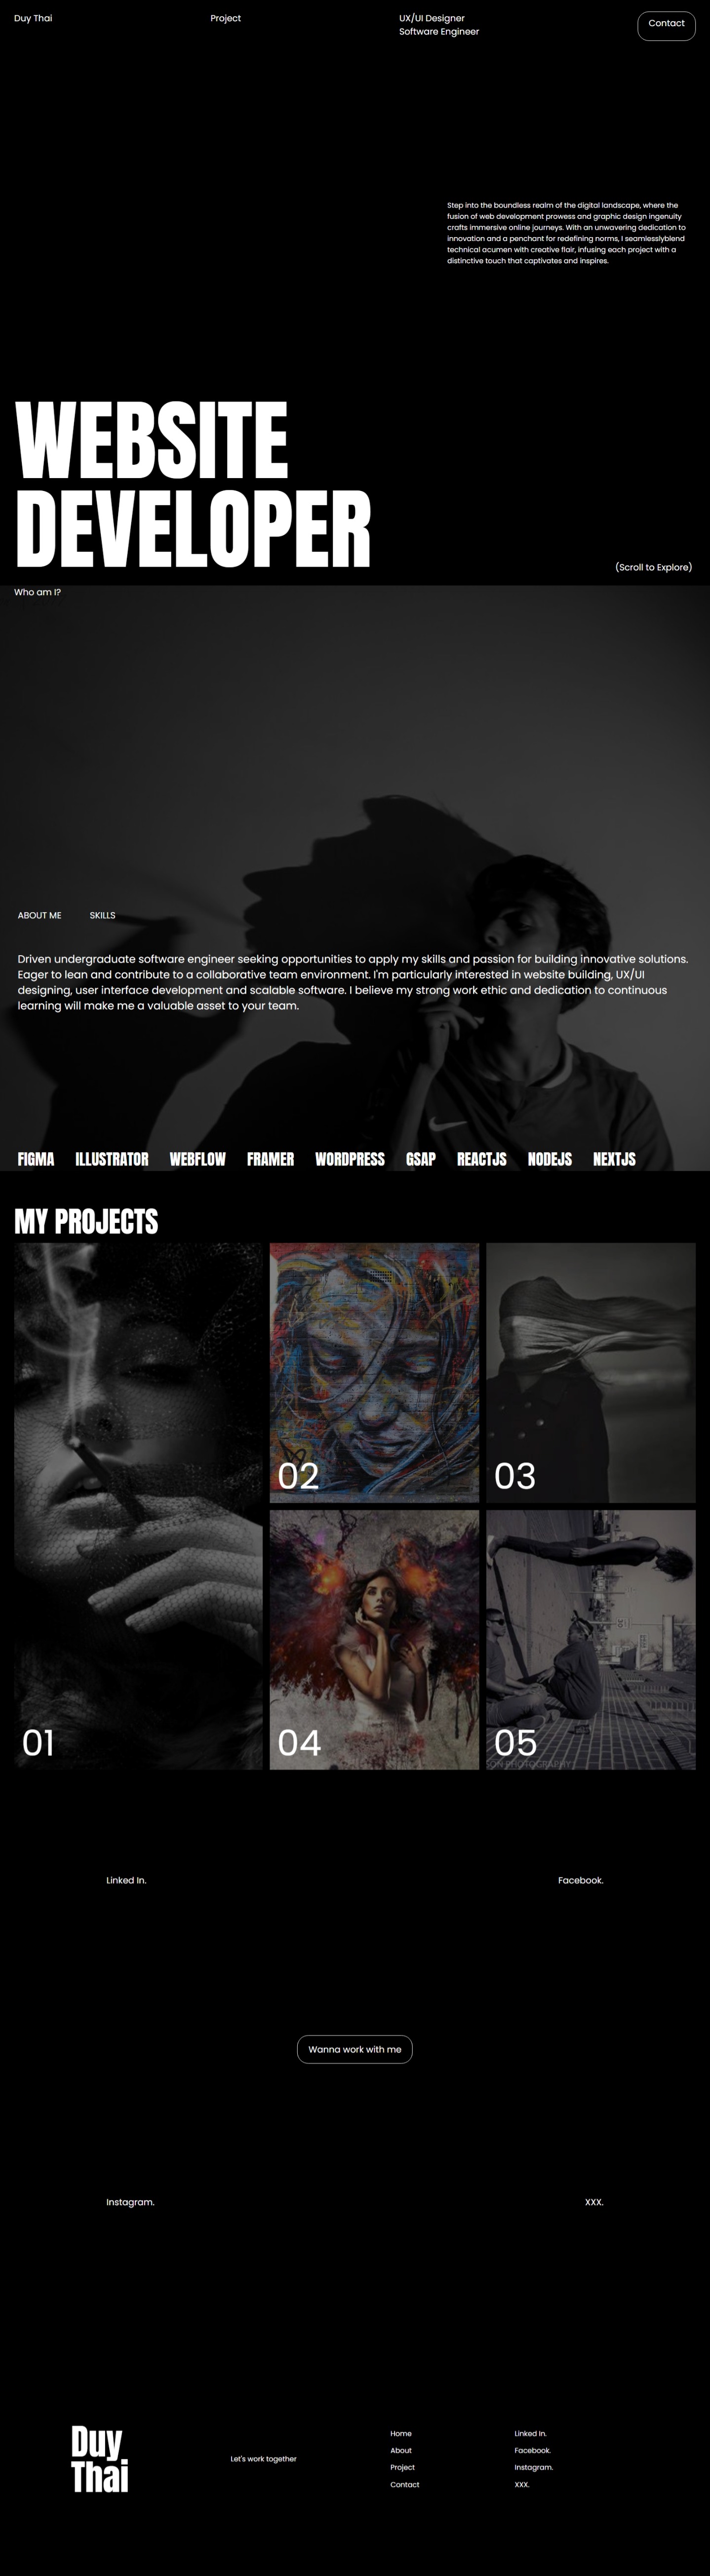 Duy Thai
Project
UX/UI Designer
Software Engineer
Contact
Step into the boundless realm of the digital landscape, where the
fusion of web development prowess and graphic design ingenuity
crafts immersive online journeys. With an unwavering dedication to
innovation and a penchant for redefining norms, I seamlesslyblend
technical acumen with creative flair, infusing each project with a
distinctive touch that captivates and inspires.
WEBSITE
DEVELOPER
(Scroll to Explore)
Who am I?
ABOUT ME
SKILLS
Driven undergraduate software engineer seeking opportunities to apply my skills and passion for building innovative solutions.
Eager to lean and contribute to a collaborative team environment. I'm particularly interested in website building, UX/UI
designing, user interface development and scalable software. I believe my strong work ethic and dedication to continuous
learning will make me a valuable asset to your team.
FIGMA ILLUSTRATOR WEBFLOW FRAMER WORDPRESS GSAP REACTJS NODEJS NEXTJS
MY PROJECTS
01
02
03
04
05
SON PHOTOGRAPHY
Linked In.
Facebook.
Wanna work with me
Instagram.
XXX.
Duy
Thai
Let's work together
Home
About
Project
Contact
Linked In.
Facebook.
Instagram.
XXX.